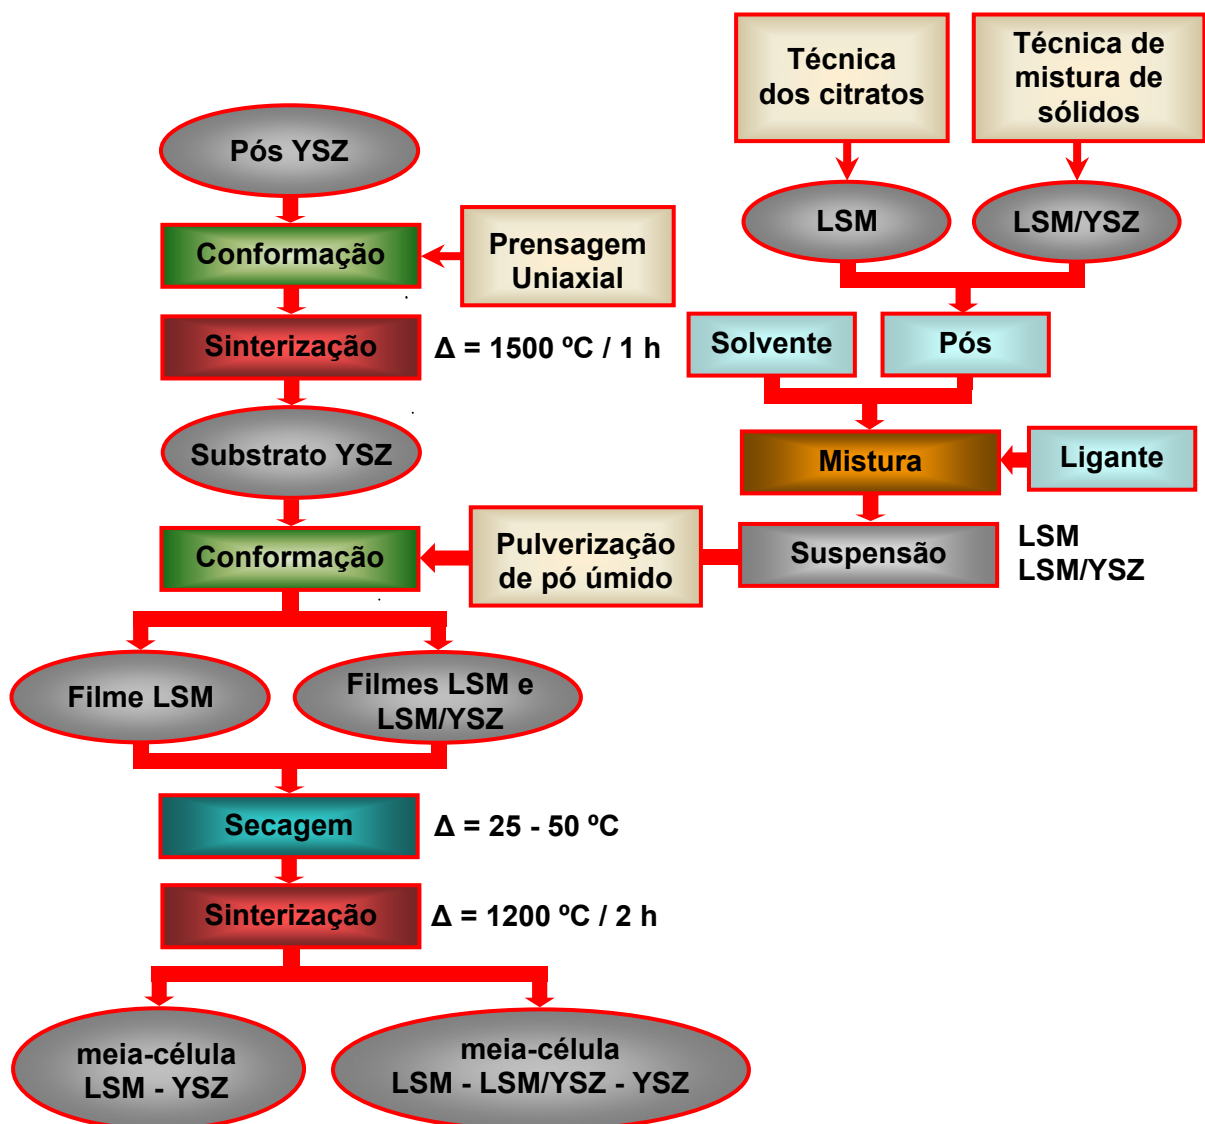 Técnica
dos citratos
Técnica de
mistura de
sólidos
Pós YSZ
LSM
LSM/YSZ
Conformação
Prensagem
Uniaxial
Sinterização
Δ = 1500 ºC / 1 h
Solvente
Pós
Substrato YSZ
Mistura
Ligante
Conformação
Pulverização
de pó úmido
Suspensão
LSM
LSM/YSZ
Filme LSM
Filmes LSM e
LSM/YSZ
Secagem
Δ = 25 - 50 ºC
Sinterização
Δ = 1200 ºC / 2 h
meia-célula
LSM - YSZ
meia-célula
LSM - LSM/YSZ - YSZ